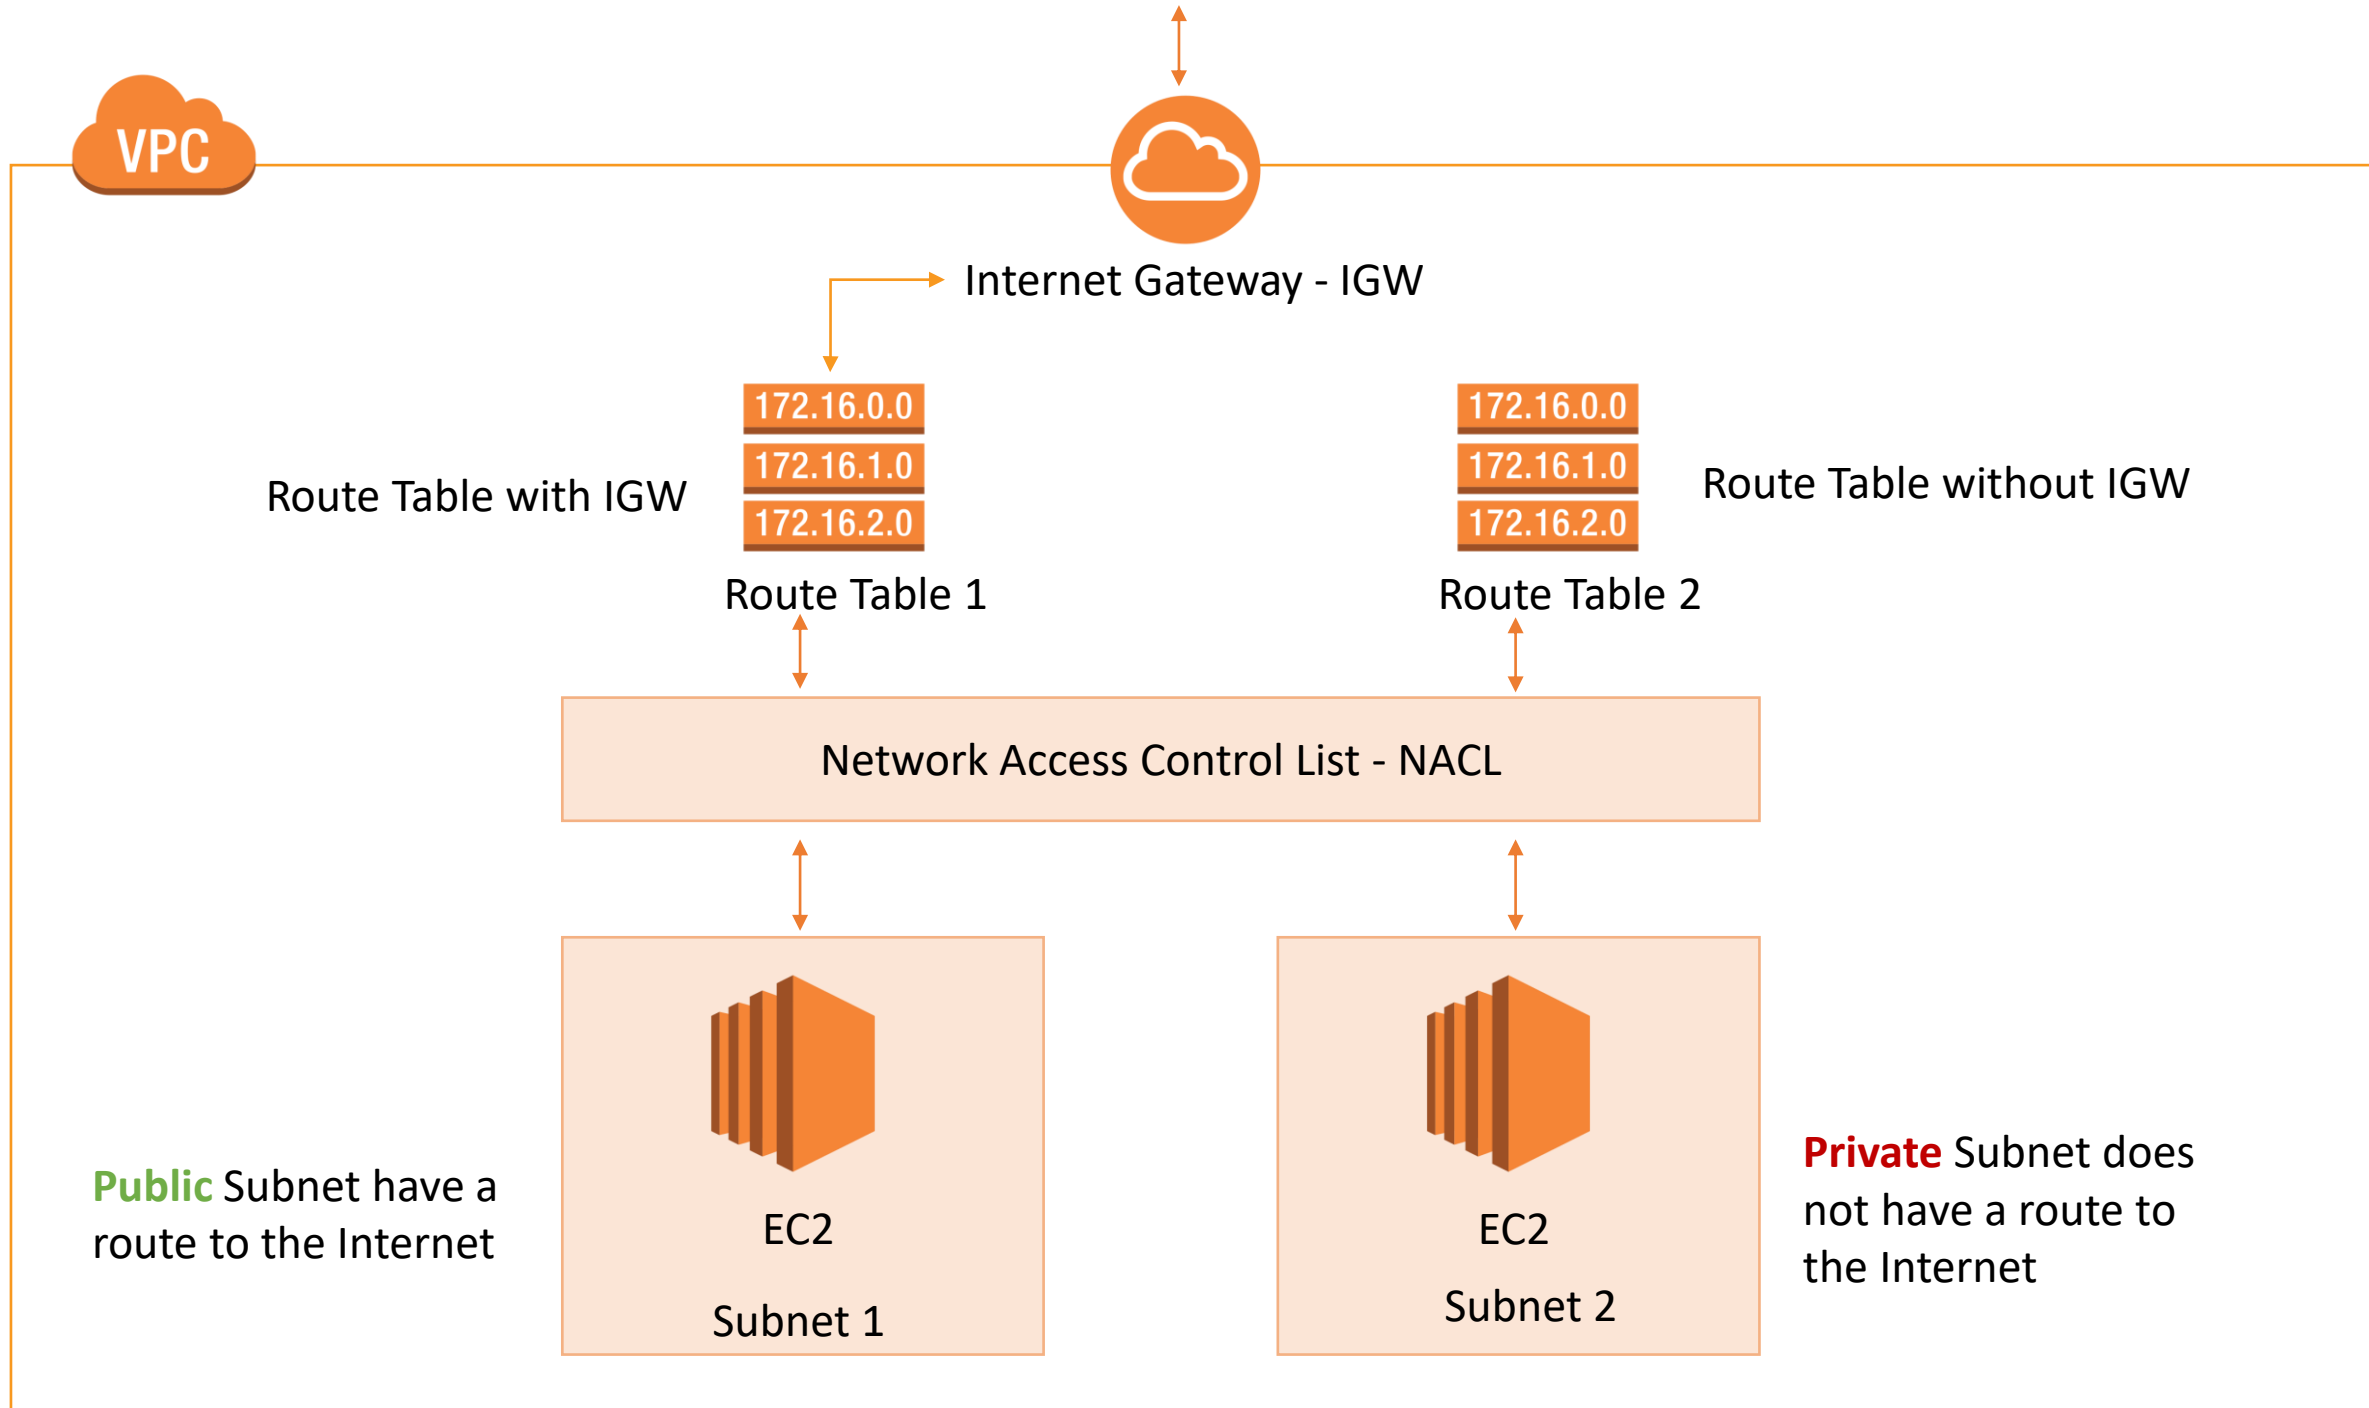 VPC
Internet Gateway - IGW
172.16.0.0
172.16.1.0
172.16.2.0
Route Table with IGW
Route Table 1
172.16.0.0
172.16.1.0
172.16.2.0
Route Table without IGW
Route Table 2
Network Access Control List - NACL
Public Subnet have a
route to the Internet
EC2
Subnet 1
EC2
Subnet 2
Private Subnet does
not have a route to
the Internet